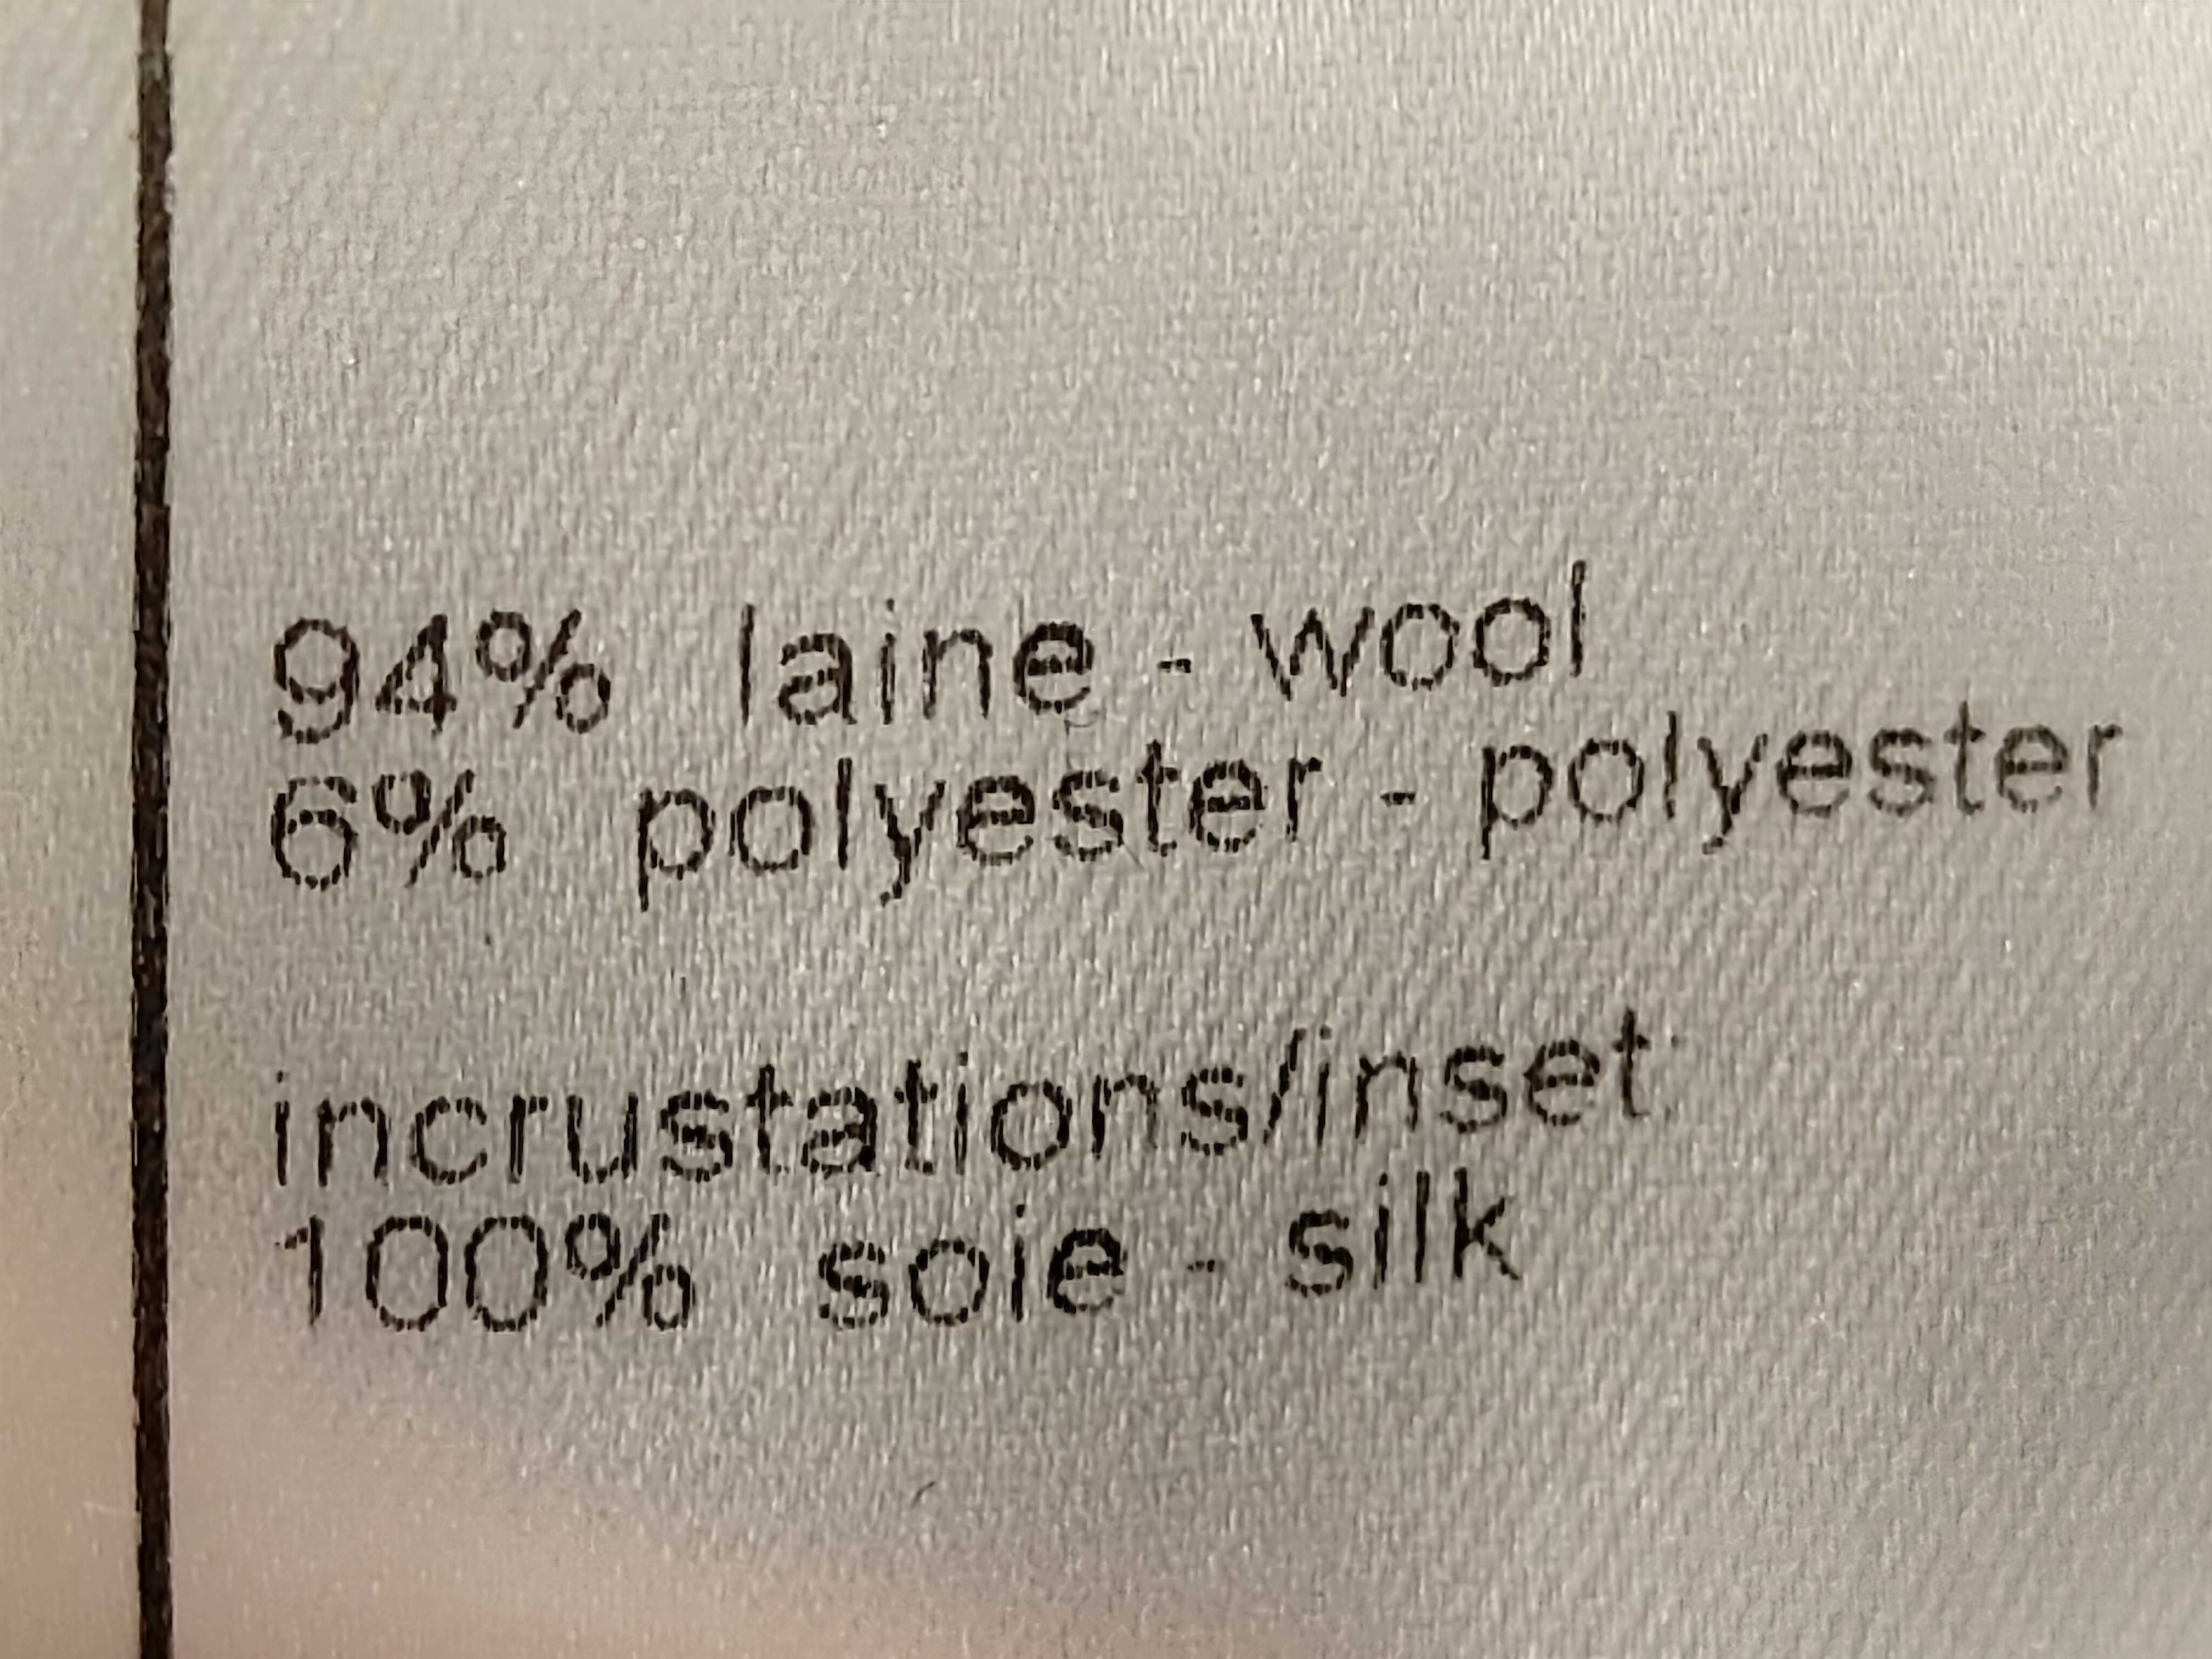 94% laine - wool
6% polyester - polyester
incrustations/inset:
100% soie - silk